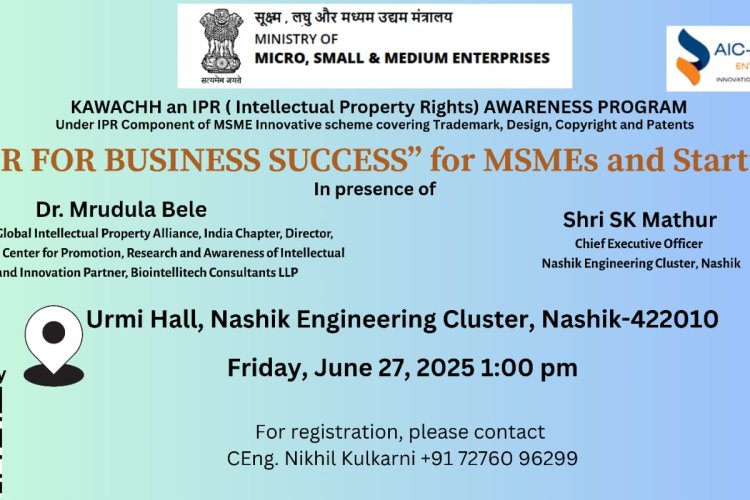 सूक्ष्म , लघु और मध्यम उद्यम मंत्रालय
MINISTRY OF
MICRO, SMALL & MEDIUM ENTERPRISES
सत्यमेव जयते
AIC-
ENT
INNOVATION
KAWACHH an IPR ( Intellectual Property Rights) AWARENESS PROGRAM
Under IPR Component of MSME Innovative scheme covering Trademark, Design, Copyright and Patents
R FOR BUSINESS SUCCESS” for MSMEs and Start
In presence of
Dr. Mrudula Bele
Global Intellectual Property Alliance, India Chapter, Director,
Center for Promotion, Research and Awareness of Intellectual
and Innovation Partner, Biointellitech Consultants LLP
Shri SK Mathur
Chief Executive Officer
Nashik Engineering Cluster, Nashik
Urmi Hall, Nashik Engineering Cluster, Nashik-422010
Friday, June 27, 2025 1:00 pm
y
For registration, please contact
CEng. Nikhil Kulkarni +91 72760 96299